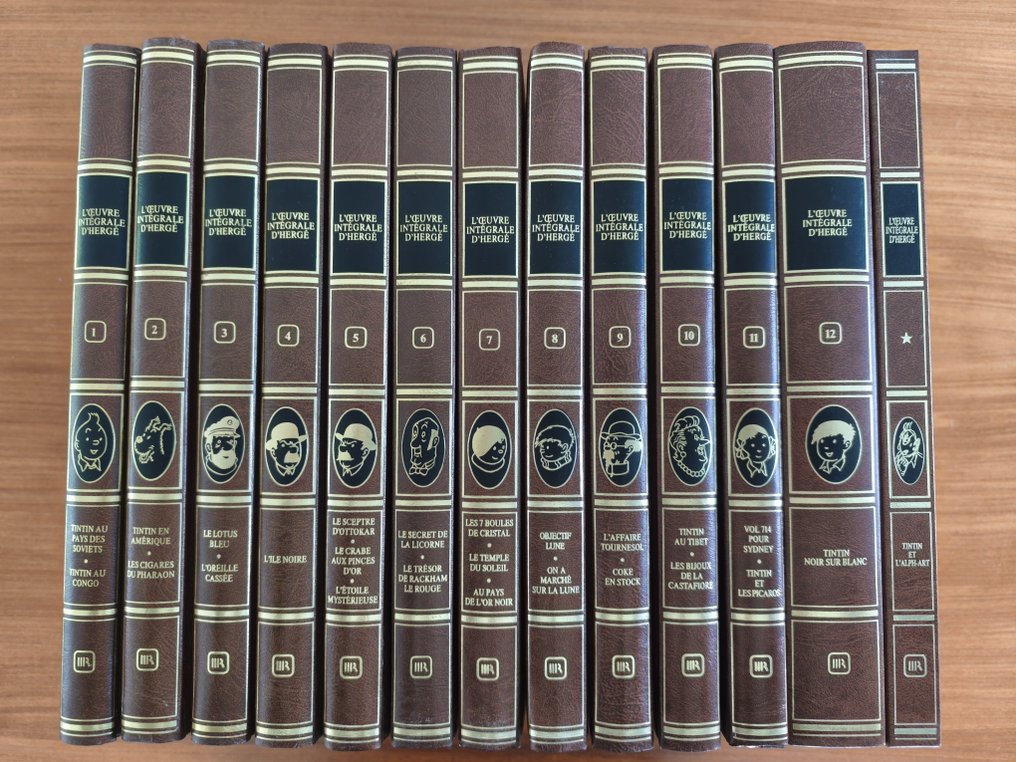 L'ŒUVRE
INTÉGRALE
D'HERGÉ
1
TINTIN AU
PAYS DES
SOVIETS
•
TINTIN AU
CONGO
L'ŒUVRE
INTÉGRALE
D'HERGÉ
2
TINTIN EN
AMÉRIQUE
•
LES CIGARES
DU PHARAON
L'ŒUVRE
INTÉGRALE
D'HERGÉ
3
LE LOTUS
BLEU
•
L'OREILLE
CASSÉE
L'ŒUVRE
INTÉGRALE
D'HERGÉ
4
L'ILE NOIRE
L'ŒUVRE
INTÉGRALE
D'HERGÉ
5
LE SCEPTRE
D'OTTOKAR
•
LE CRABE
AUX PINCES
D'OR
•
L'ÉTOILE
MYSTÉRIEUSE
L'ŒUVRE
INTÉGRALE
D'HERGÉ
6
LE SECRET DE
LA LICORNE
•
LE TRÉSOR
DE RACKHAM
LE ROUGE
L'ŒUVRE
INTÉGRALE
D'HERGÉ
7
LES 7 BOULES
DE CRISTAL
•
LE TEMPLE
DU SOLEIL
•
AU PAYS
DE L'OR NOIR
L'ŒUVRE
INTÉGRALE
D'HERGÉ
8
OBJECTIF
LUNE
•
ON A
MARCHÉ
SUR LA LUNE
L'ŒUVRE
INTÉGRALE
D'HERGÉ
9
L'AFFAIRE
TOURNESOL
•
COKE
EN STOCK
L'ŒUVRE
INTÉGRALE
D'HERGÉ
10
TINTIN
AU TIBET
•
LES BIJOUX
DE LA
CASTAFIORE
L'ŒUVRE
INTÉGRALE
D'HERGÉ
11
VOL 714
POUR
SYDNEY
•
TINTIN
ET
LES PICAROS
L'ŒUVRE
INTÉGRALE
D'HERGÉ
12
TINTIN
NOIR SUR BLANC
L'ŒUVRE
INTÉGRALE
D'HERGÉ
TINTIN
ET
L'ALPH-ART